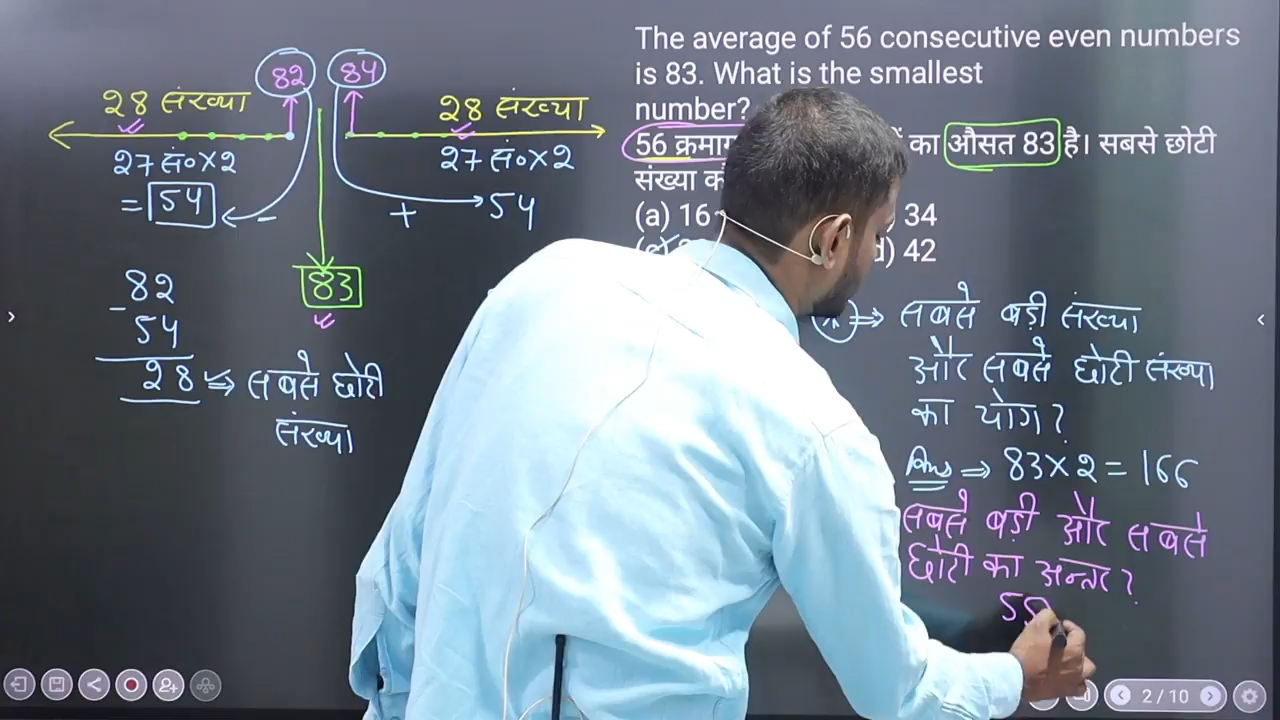 The average of 56 consecutive even numbers
is 83. What is the smallest
number?
56 का औसत 83 है। सबसे छोटी
संख्या
(a) 16 34
(c) d) 42
82 84
28 संख्या 28 संख्या
27 सं० × 2 27 सं० × 2
= 54 - + 54
83
82
- 54
28 ⇒ सबसे छोटी
संख्या
⇒ सबसे बड़ी संख्या
और सबसे छोटी संख्या
का योग?
Ans ⇒ 83 × 2 = 166
सबसे बड़ी और सबसे
छोटी का अन्तर?
55
2 / 10